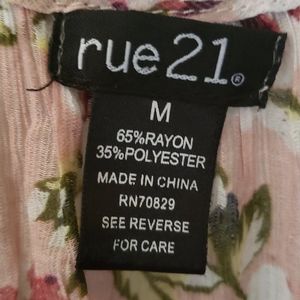 rue21®
M
65%RAYON
35%POLYESTER
MADE IN CHINA
RN70829
SEE REVERSE
FOR CARE